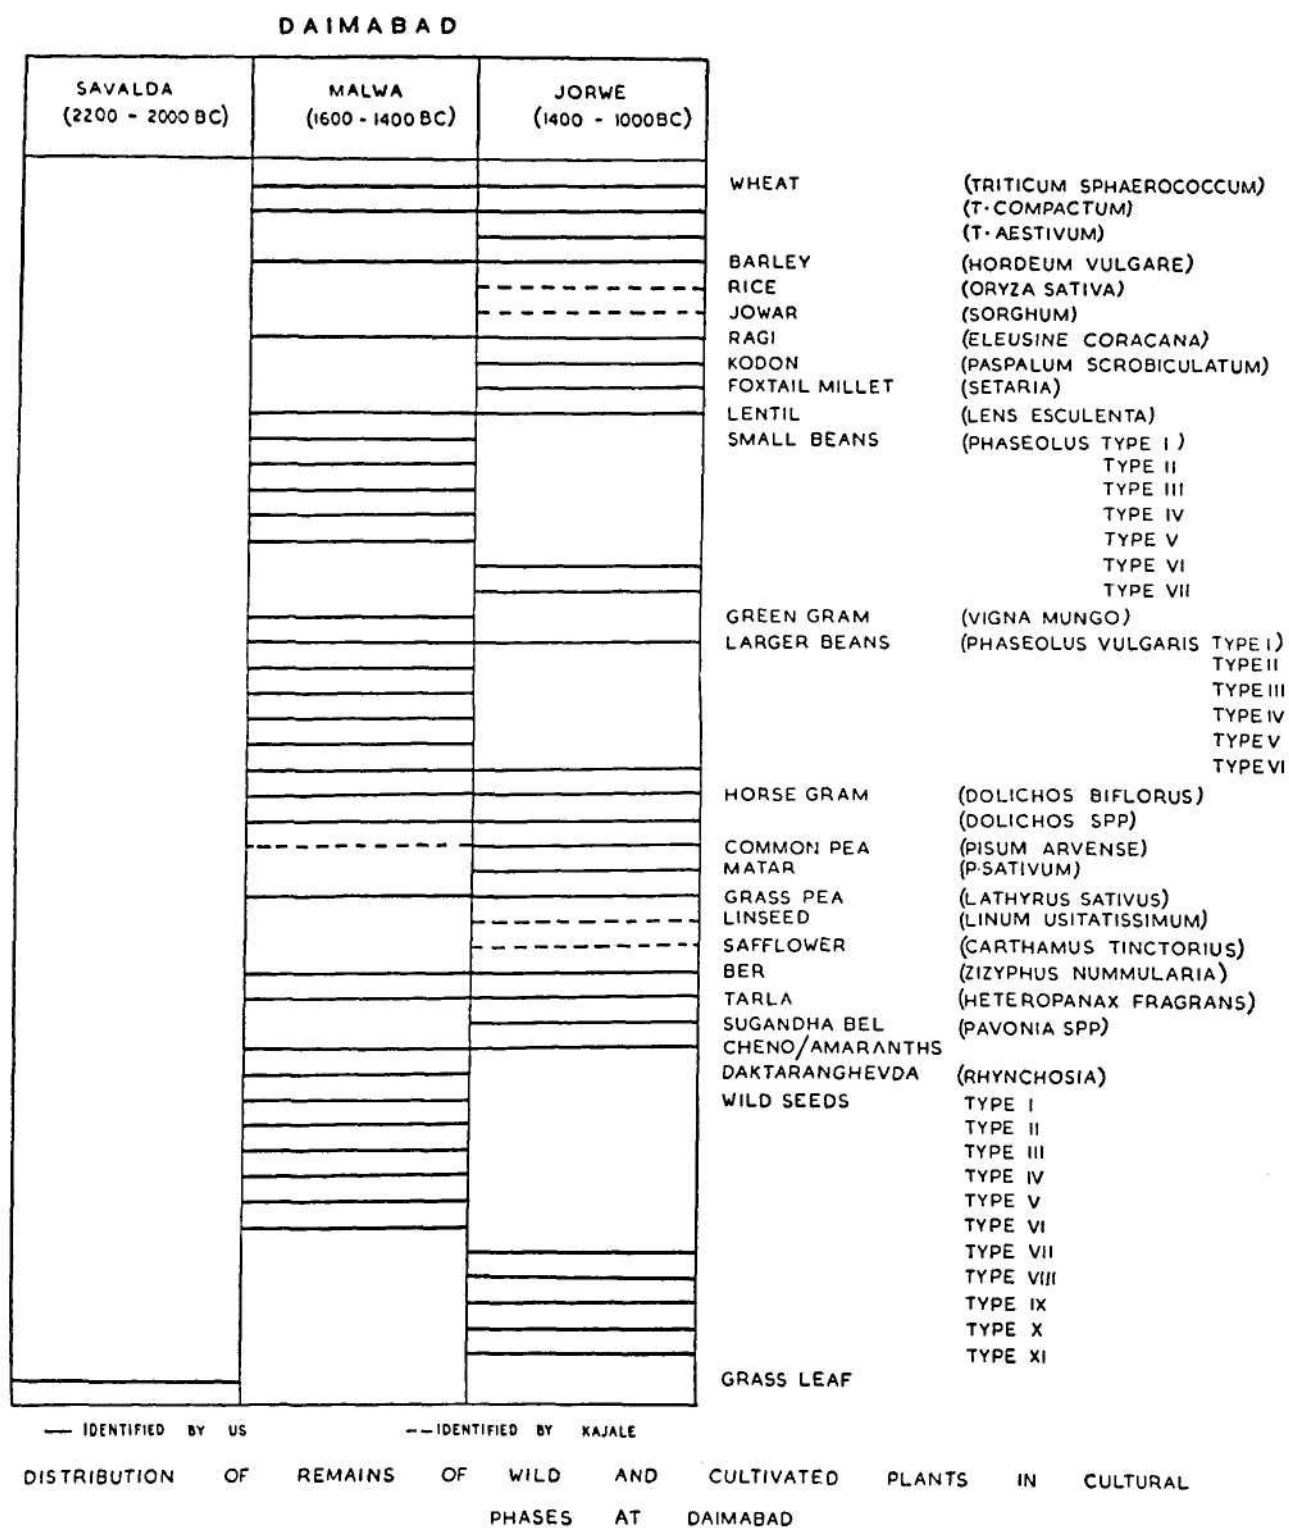 DAIMABAD
SAVALDA MALWA JORWE
(2200 - 2000 BC) (1600 - 1400 BC) (1400 - 1000BC)
WHEAT (TRITICUM SPHAEROCOCCUM)
(T·COMPACTUM)
(T·AESTIVUM)
BARLEY (HORDEUM VULGARE)
RICE (ORYZA SATIVA)
JOWAR (SORGHUM)
RAGI (ELEUSINE CORACANA)
KODON (PASPALUM SCROBICULATUM)
FOXTAIL MILLET (SETARIA)
LENTIL (LENS ESCULENTA)
SMALL BEANS (PHASEOLUS TYPE I)
TYPE II
TYPE III
TYPE IV
TYPE V
TYPE VI
TYPE VII
GREEN GRAM (VIGNA MUNGO)
LARGER BEANS (PHASEOLUS VULGARIS TYPE I)
TYPE II
TYPE III
TYPE IV
TYPE V
TYPE VI
HORSE GRAM (DOLICHOS BIFLORUS)
(DOLICHOS SPP)
COMMON PEA (PISUM ARVENSE)
MATAR (P·SATIVUM)
GRASS PEA (LATHYRUS SATIVUS)
LINSEED (LINUM USITATISSIMUM)
SAFFLOWER (CARTHAMUS TINCTORIUS)
BER (ZIZYPHUS NUMMULARIA)
TARLA (HETEROPANAX FRAGRANS)
SUGANDHA BEL (PAVONIA SPP)
CHENO/AMARANTHS
DAKTARANGHEVDA (RHYNCHOSIA)
WILD SEEDS TYPE I
TYPE II
TYPE III
TYPE IV
TYPE V
TYPE VI
TYPE VII
TYPE VIII
TYPE IX
TYPE X
TYPE XI
GRASS LEAF
— IDENTIFIED BY US -- IDENTIFIED BY KAJALE
DISTRIBUTION OF REMAINS OF WILD AND CULTIVATED PLANTS IN CULTURAL
PHASES AT DAIMABAD